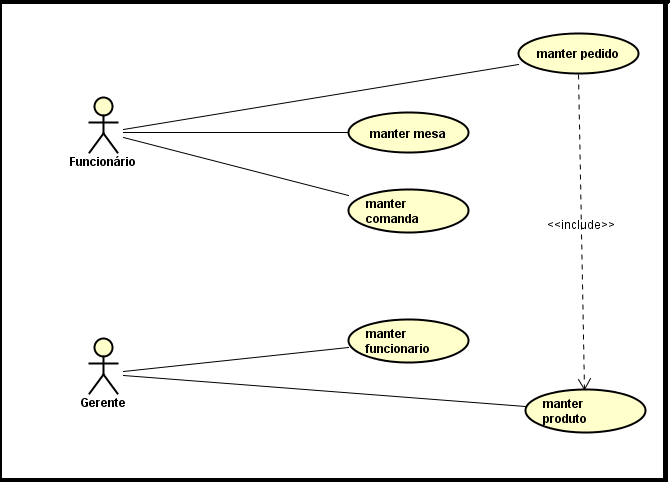 manter pedido
manter mesa
Funcionário
manter
comanda
<<include>>
manter
funcionario
Gerente
manter
produto